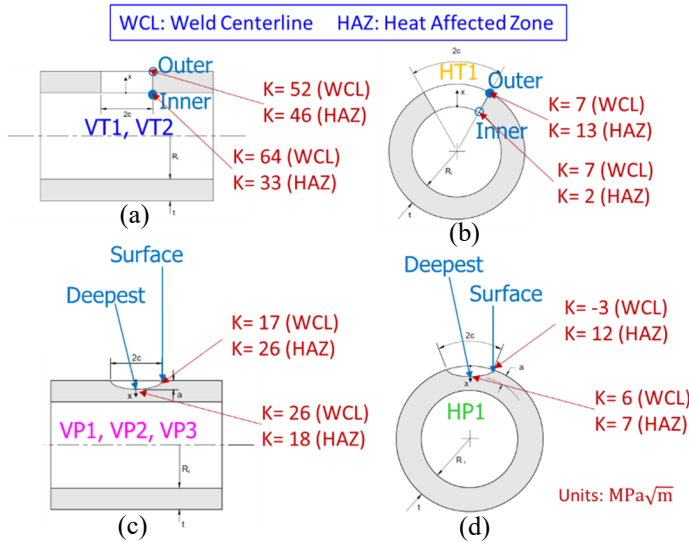 WCL: Weld Centerline HAZ: Heat Affected Zone
Outer
x
Inner
2c
VT1, VT2
K= 52 (WCL)
K= 46 (HAZ)
K= 64 (WCL)
K= 33 (HAZ)
Ri
t
(a)
2c
HT1
Outer
x
Inner
K= 7 (WCL)
K= 13 (HAZ)
K= 7 (WCL)
K= 2 (HAZ)
Ri
t
(b)
Surface
Deepest
2c
K= 17 (WCL)
K= 26 (HAZ)
x
a
K= 26 (WCL)
K= 18 (HAZ)
VP1, VP2, VP3
Ri
t
(c)
Deepest
Surface
2c
K= -3 (WCL)
K= 12 (HAZ)
a
x
K= 6 (WCL)
K= 7 (HAZ)
HP1
Ri
t
(d)
Units: MPa√m